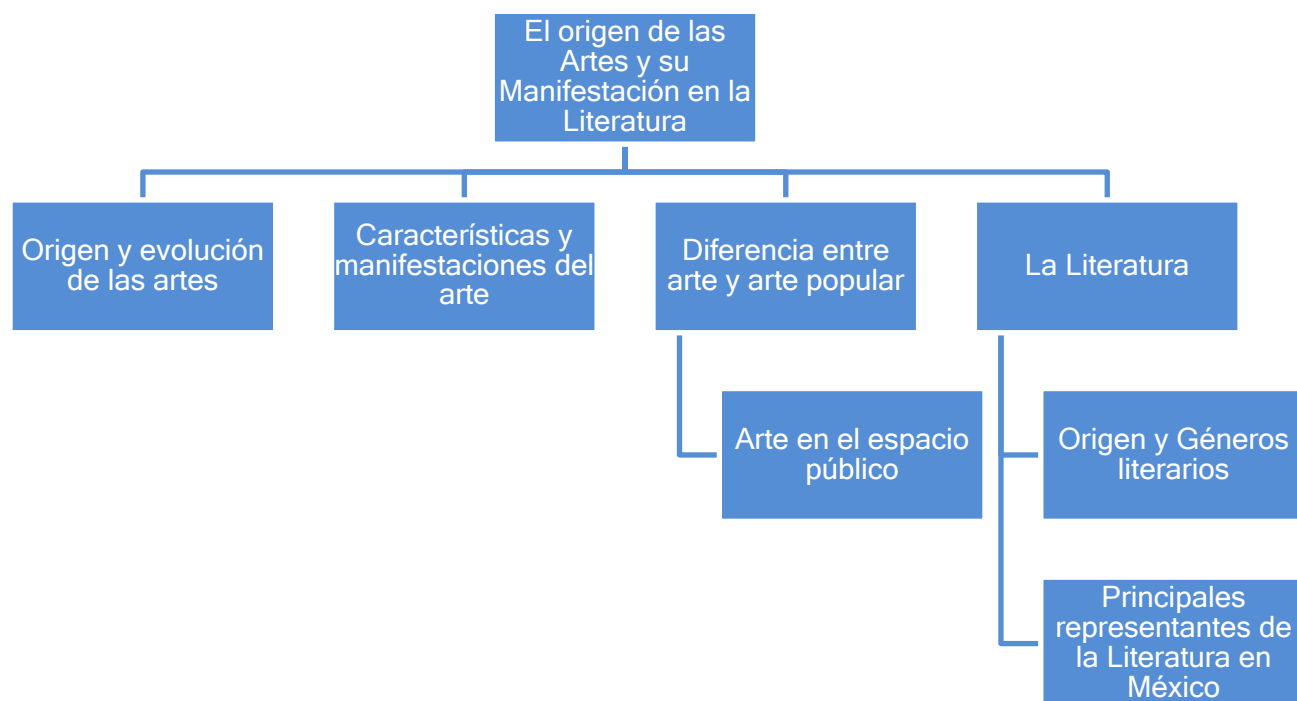 El origen de las
Artes y su
Manifestación en la
Literatura
Origen y evolución
de las artes
Características y
manifestaciones del
arte
Diferencia entre
arte y arte popular
La Literatura
Arte en el espacio
público
Origen y Géneros
literarios
Principales
representantes de
la Literatura en
México